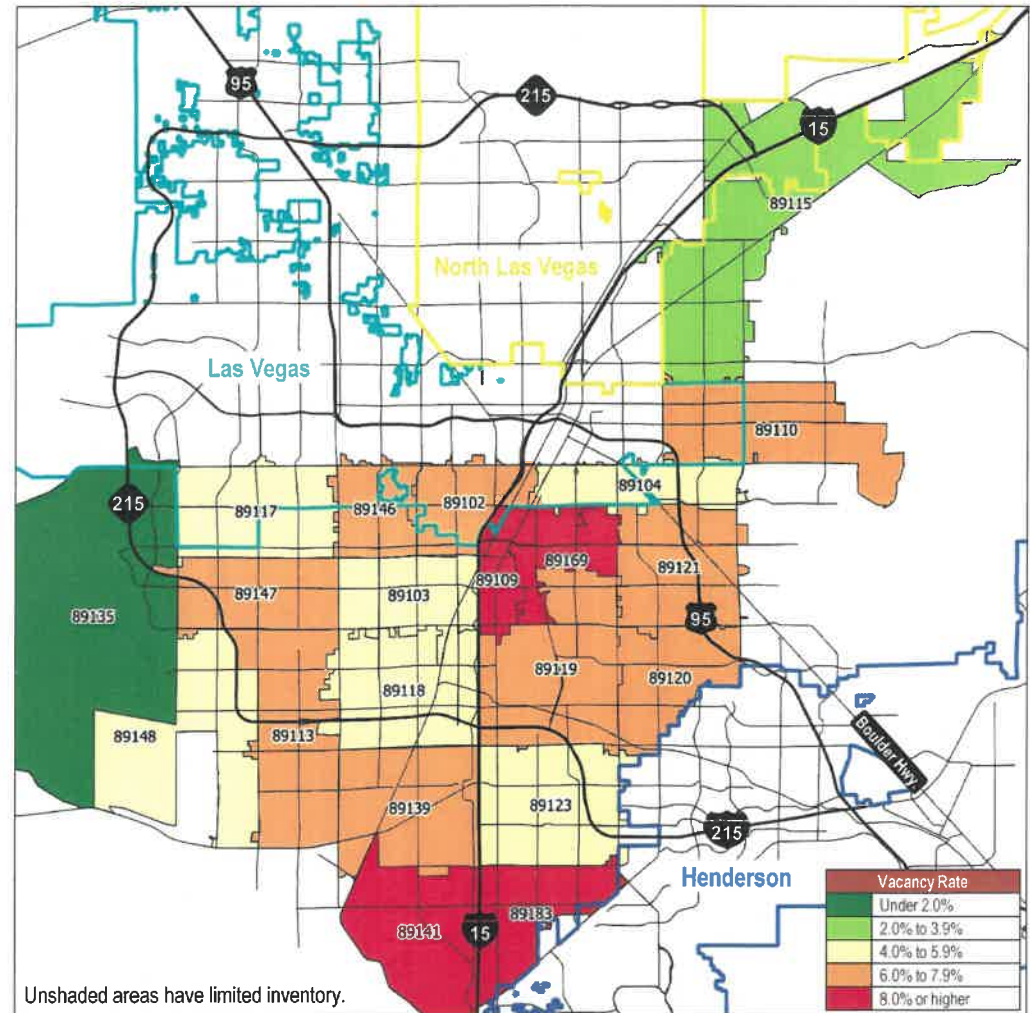 95
215
15
89115
North Las Vegas
Las Vegas
89110
215
89117
89146
89102
89104
89169
89109
89121
89147
89103
89135
95
89119
89120
89118
89148
89113
Boulder Hwy
89139
89123
215
Henderson
89183
89141
15
Vacancy Rate
Under 2.0%
2.0% to 3.9%
4.0% to 5.9%
6.0% to 7.9%
8.0% or higher
Unshaded areas have limited inventory.